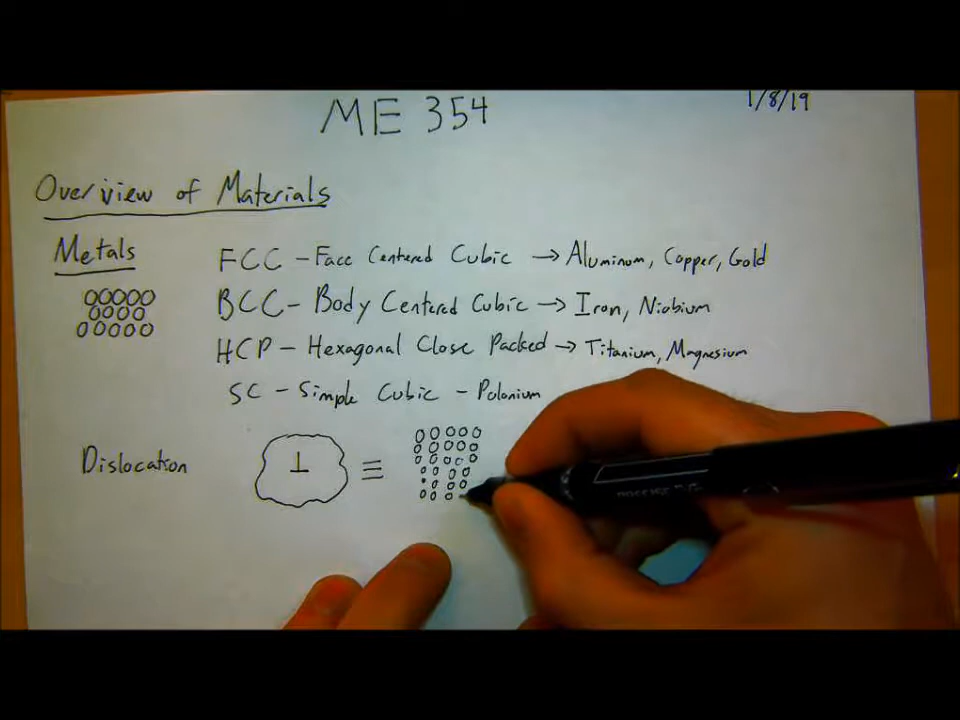 ME 354
1/8/19
Overview of Materials
Metals
FCC - Face Centered Cubic → Aluminum, Copper, Gold
BCC - Body Centered Cubic → Iron, Niobium
HCP - Hexagonal Close Packed → Titanium, Magnesium
SC - Simple Cubic - Polonium
Dislocation ⊥ ≡